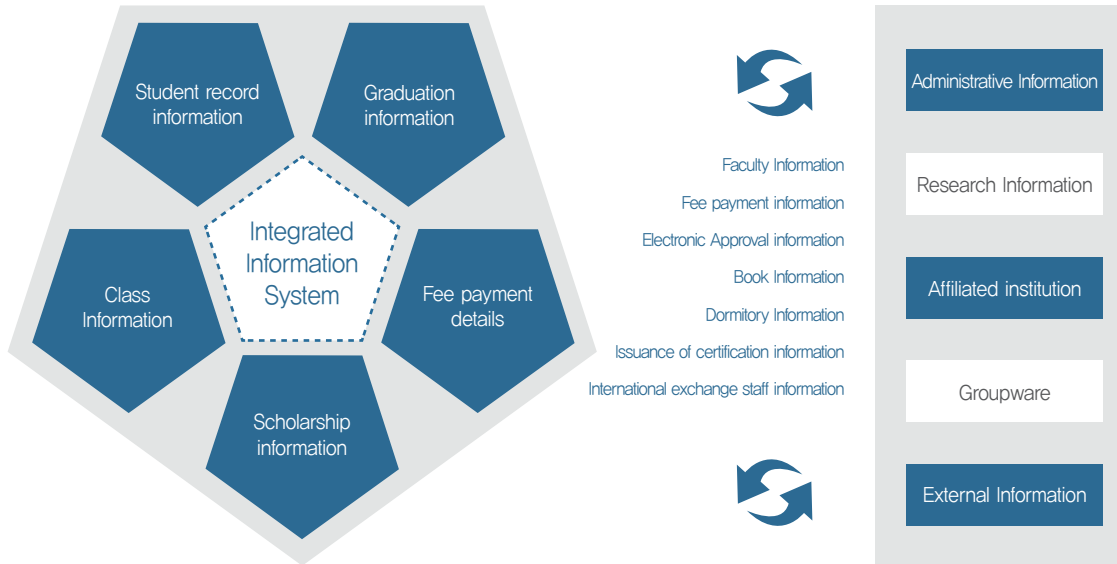 Student record
information
Graduation
information
Integrated
Information
System
Class
Information
Fee payment
details
Scholarship
information
Faculty Information
Fee payment information
Electronic Approval information
Book Information
Dormitory Information
Issuance of certification information
International exchange staff information
Administrative Information
Research Information
Affiliated institution
Groupware
External Information